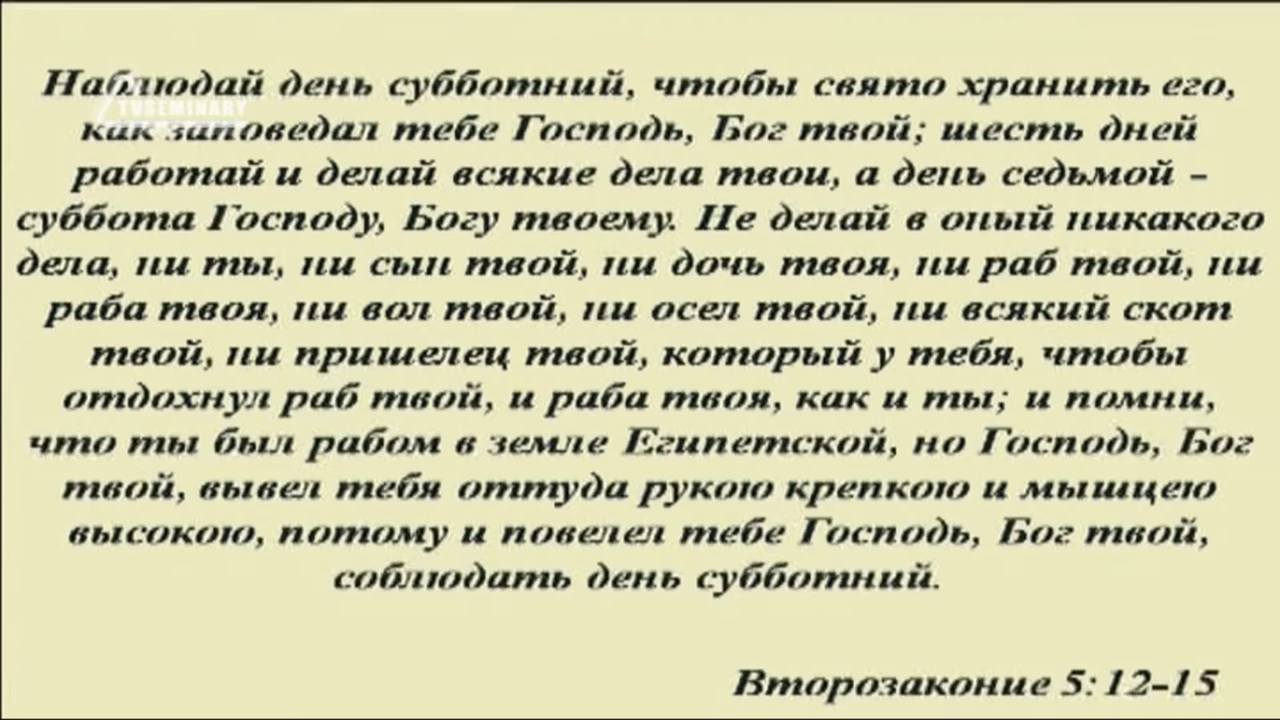 Наблюдай день субботний, чтобы свято хранить его,
TUSEMINARY
как заповедал тебе Господь, Бог твой; шесть дней
работай и делай всякие дела твои, а день седьмой –
суббота Господу, Богу твоему. Не делай в оный никакого
дела, ни ты, ни сын твой, ни дочь твоя, ни раб твой, ни
раба твоя, ни вол твой, ни осел твой, ни всякий скот
твой, ни пришелец твой, который у тебя, чтобы
отдохнул раб твой, и раба твоя, как и ты; и помни,
что ты был рабом в земле Египетской, но Господь, Бог
твой, вывел тебя оттуда рукою крепкою и мышцею
высокою, потому и повелел тебе Господь, Бог твой,
соблюдать день субботний.
Второзаконие 5:12–15